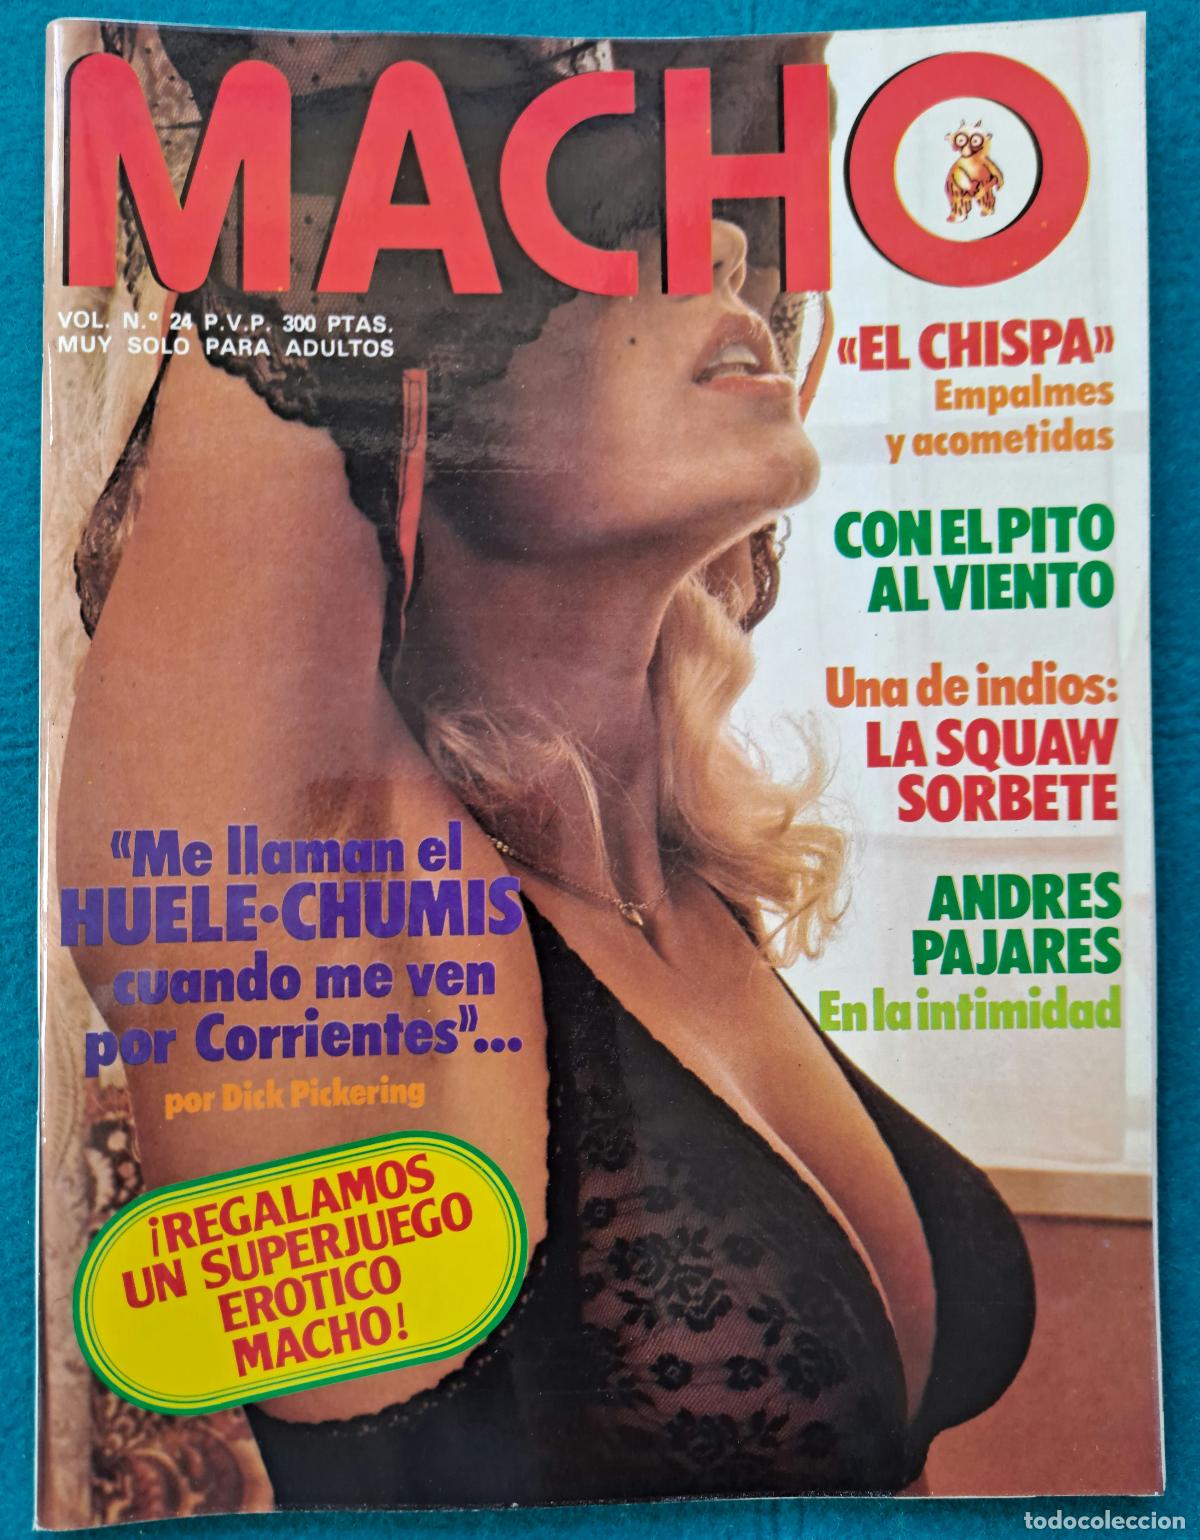 MACHO
VOL. N.º 24 P.V.P. 300 PTAS.
MUY SOLO PARA ADULTOS
«EL CHISPA»
Empalmes
y acometidas
CON EL PITO
AL VIENTO
Una de indios:
LA SQUAW
SORBETE
ANDRES
PAJARES
En la intimidad
“Me llaman el
HUELE-CHUMIS
cuando me ven
por Corrientes”...
por Dick Pickering
¡REGALAMOS
UN SUPERJUEGO
EROTICO
MACHO!
todocoleccion